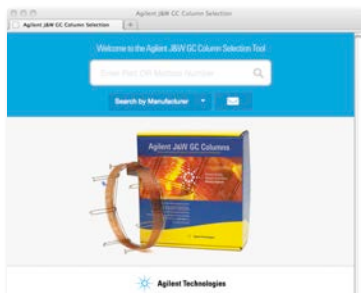 Agilent J&W GC Column Selection
Agilent J&W GC Column Selection
Welcome to the Agilent J&W GC Column Selection Tool
Enter Part OR Method Number
Search by Manufacturer
Agilent J&W GC Columns
Agilent Technologies